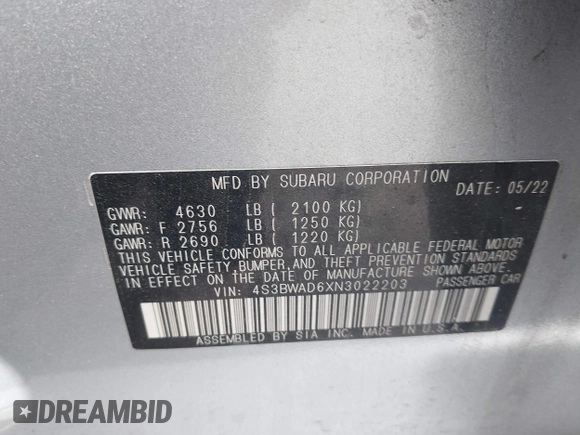 MFD BY SUBARU CORPORATION
DATE: 05/22
GVWR: 4630 LB ( 2100 KG)
GAWR: F 2756 LB ( 1250 KG)
GAWR: R 2690 LB ( 1220 KG)
THIS VEHICLE CONFORMS TO ALL APPLICABLE FEDERAL MOTOR
VEHICLE SAFETY, BUMPER, AND THEFT PREVENTION STANDARDS
IN EFFECT ON THE DATE OF MANUFACTURE SHOWN ABOVE.
VIN: 4S3BWAD6XN3022203 PASSENGER CAR
ASSEMBLED BY SIA INC. MADE IN U.S.A.
DREAMBID